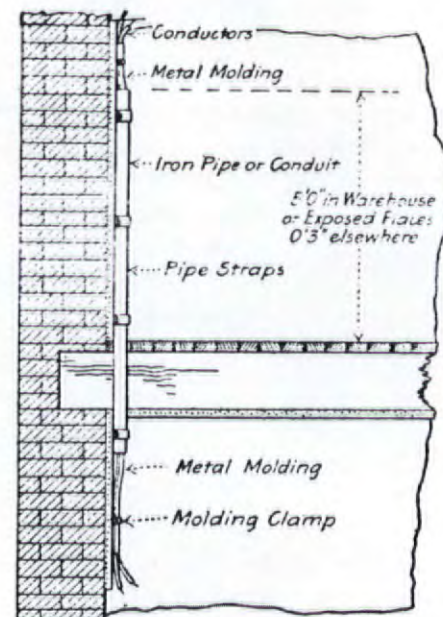 Conductors
Metal Molding
Iron Pipe or Conduit
5'0" in Warehouse
or Exposed Places
0'3" elsewhere
Pipe Straps
Metal Molding
Molding Clamp